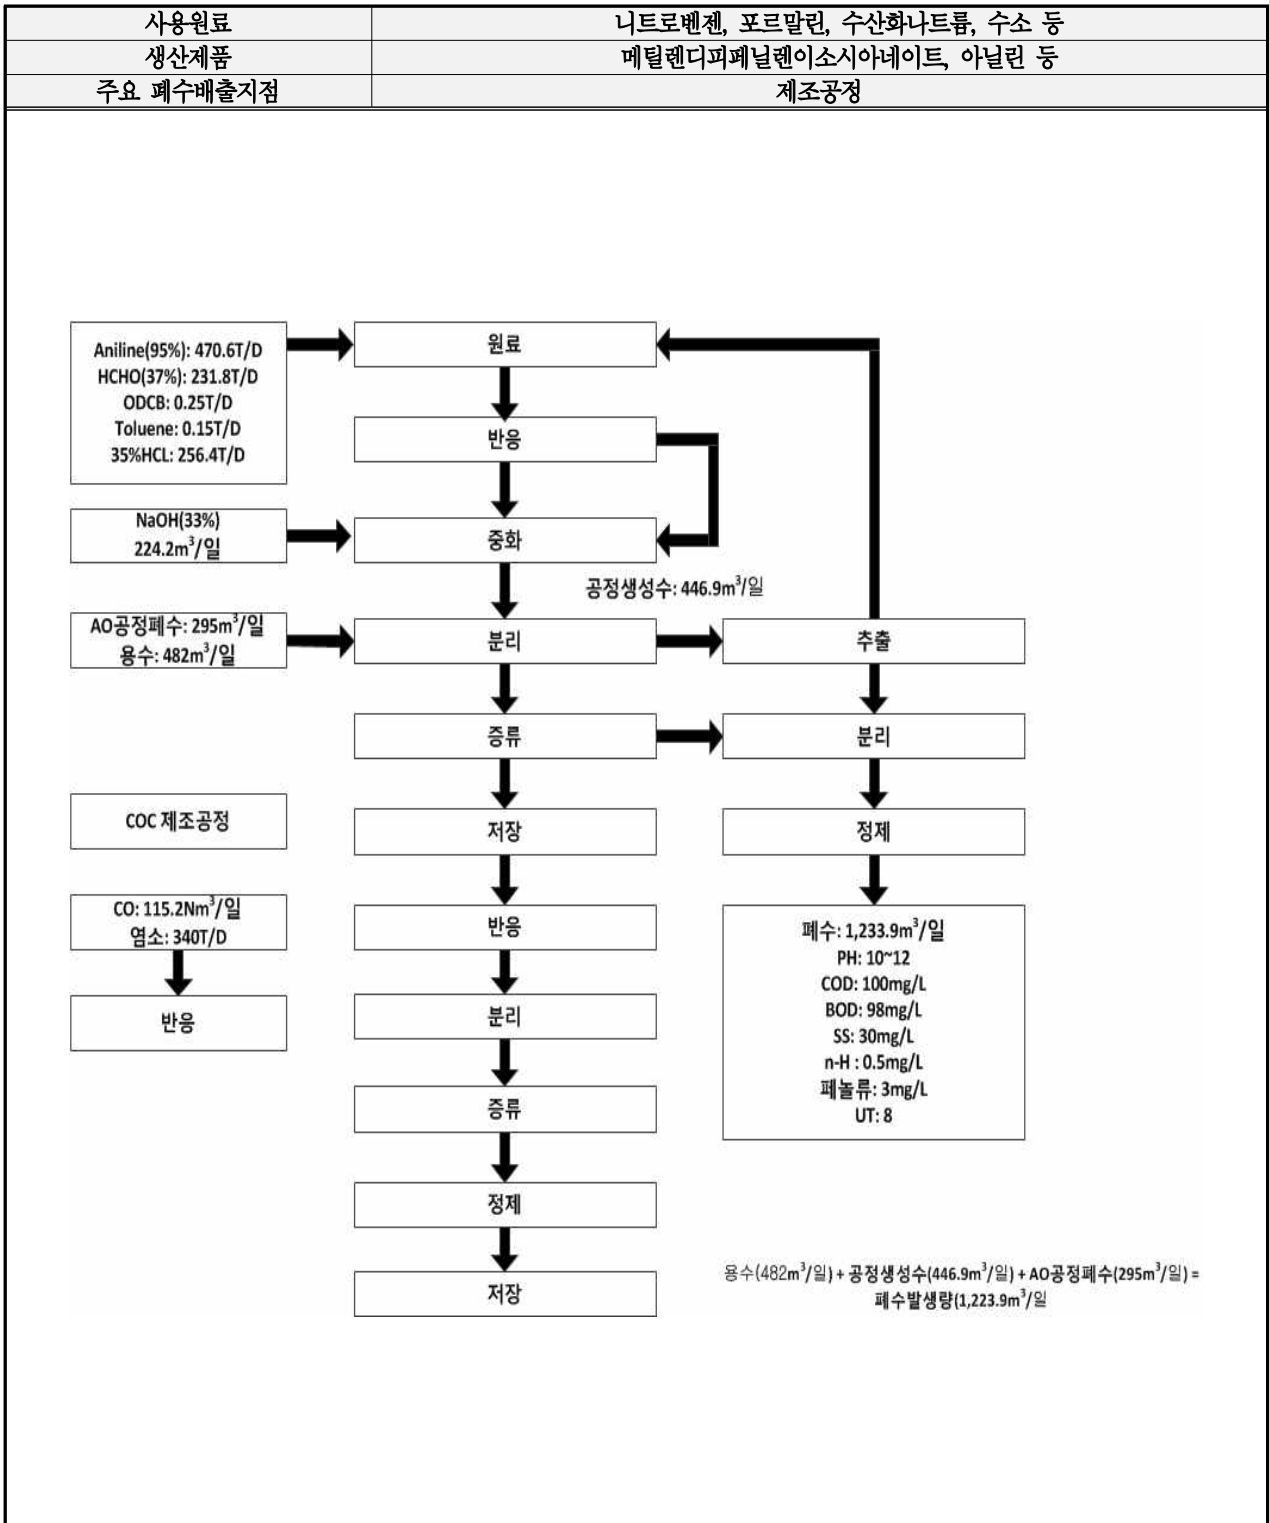 사용원료 니트로벤젠, 포르말린, 수산화나트륨, 수소 등
생산제품 메틸렌디피페닐렌이소시아네이트, 아닐린 등
주요 폐수배출지점 제조공정
Aniline(95%): 470.6T/D
HCHO(37%): 231.8T/D
ODCB: 0.25T/D
Toluene: 0.15T/D
35%HCL: 256.4T/D
원료
반응
NaOH(33%)
224.2m³/일
중화
공정생성수: 446.9m³/일
AO공정폐수: 295m³/일
용수: 482m³/일
분리
추출
증류
분리
COC 제조공정
저장
정제
CO: 115.2Nm³/일
염소: 340T/D
반응
반응
폐수: 1,233.9m³/일
PH: 10~12
COD: 100mg/L
BOD: 98mg/L
SS: 30mg/L
n-H : 0.5mg/L
페놀류: 3mg/L
UT: 8
분리
증류
정제
저장
용수(482m³/일) + 공정생성수(446.9m³/일) + AO공정폐수(295m³/일) =
폐수발생량(1,223.9m³/일